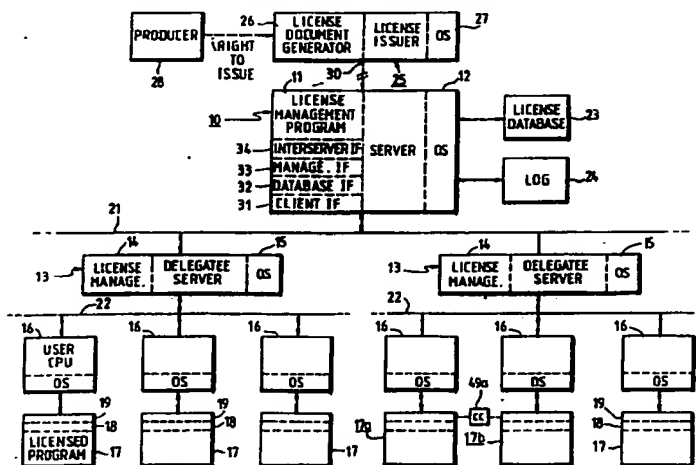 26
LICENSE DOCUMENT GENERATOR
LICENSE ISSUER
OS
27
PRODUCER
28
RIGHT TO ISSUE
30
25
11
12
10
LICENSE MANAGEMENT PROGRAM
SERVER
OS
LICENSE DATABASE
23
34
INTERSERVER IF
33
MANAGE. IF
32
DATABASE IF
31
CLIENT IF
LOG
24
21
14
15
14
15
13
LICENSE MANAGE.
DELEGATEE SERVER
OS
13
LICENSE MANAGE.
DELEGATEE SERVER
OS
22
22
16
16
16
16
16
16
USER CPU
OS
OS
OS
OS
OS
OS
49a
CC
19
18
LICENSED PROGRAM
17
19
18
17
17
17a
17b
19
18
17